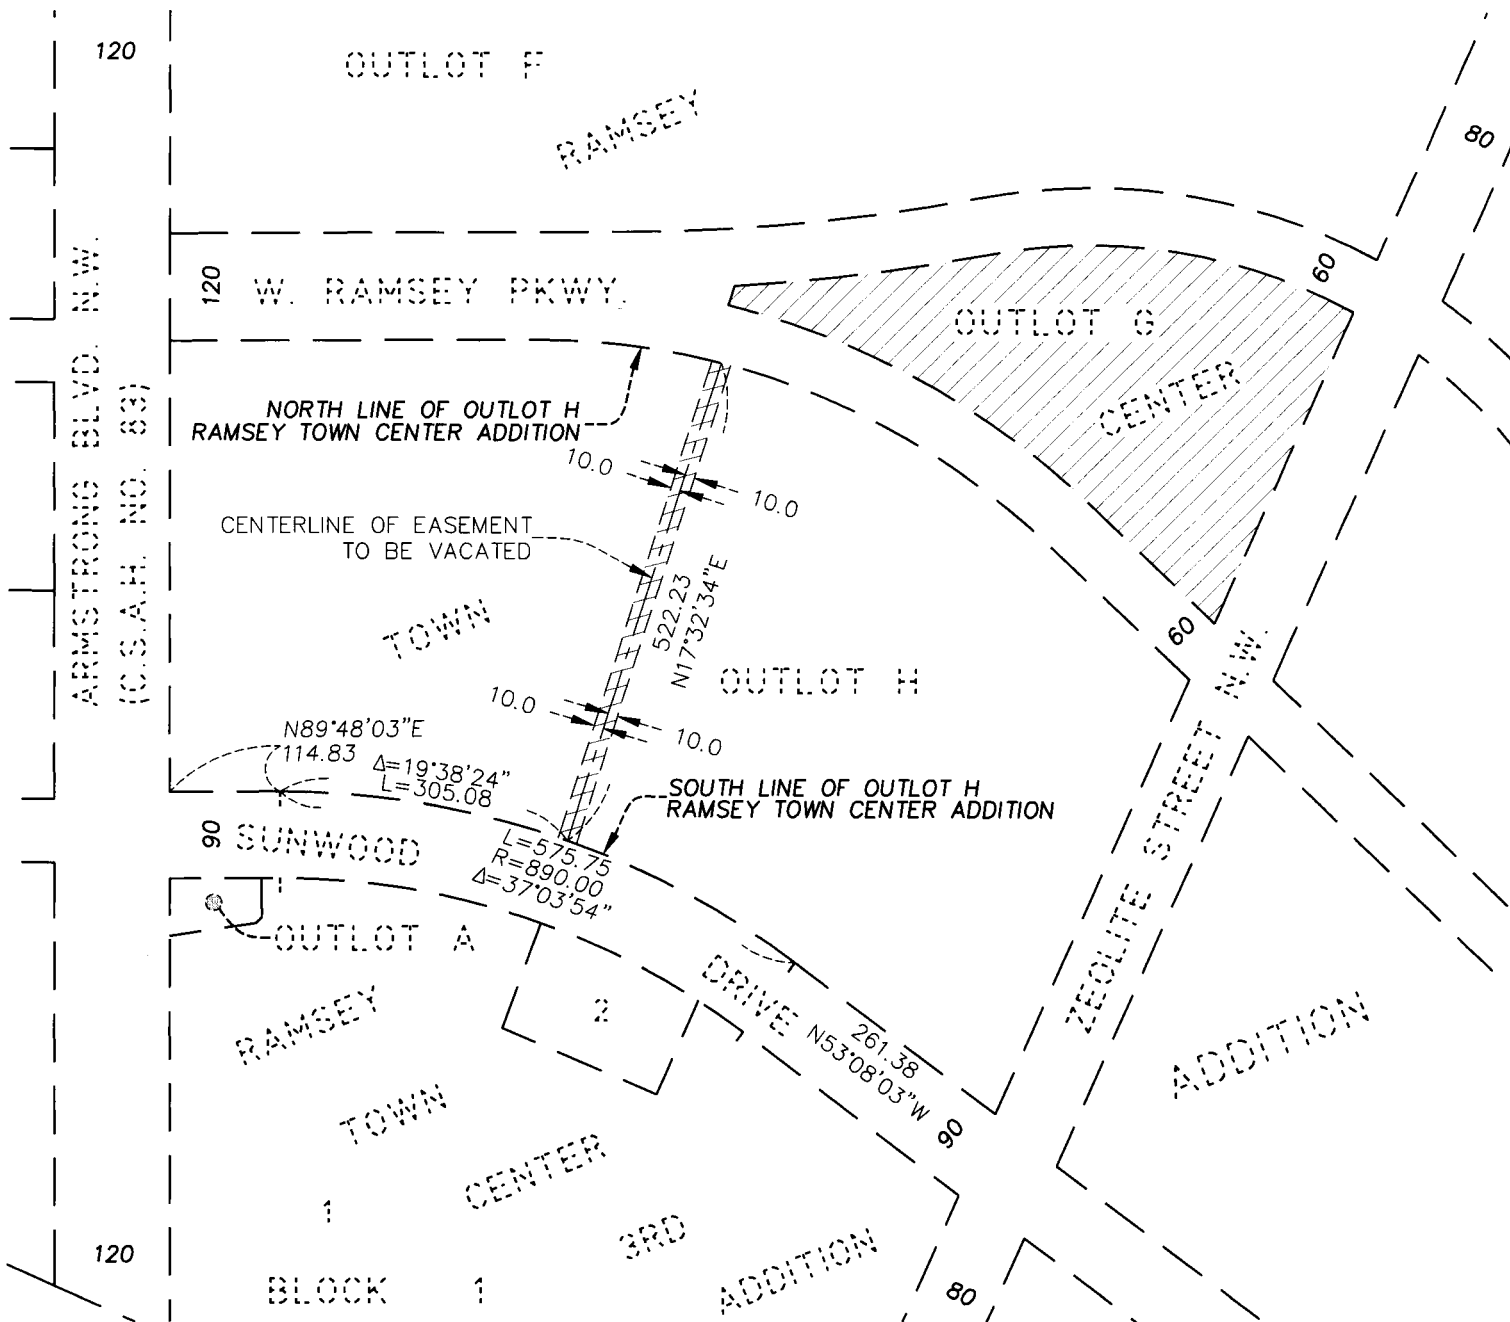 120
OUTLOT F
RAMSEY
80
ARMSTRONG BLVD. N.W.
(C.S.A.H. NO. 83)
120
W. RAMSEY PKWY.
60
OUTLOT G
CENTER
NORTH LINE OF OUTLOT H
RAMSEY TOWN CENTER ADDITION
10.0
10.0
CENTERLINE OF EASEMENT
TO BE VACATED
522.23
N17°32'34"E
TOWN
60
OUTLOT H
10.0
10.0
N89°48'03"E
114.83
Δ=19°38'24"
L=305.08
SOUTH LINE OF OUTLOT H
RAMSEY TOWN CENTER ADDITION
ZEOLITE STREET N.W.
90
SUNWOOD
L=575.75
R=890.00
Δ=37°03'54"
OUTLOT A
DRIVE
2
261.38
N53°08'03"W
RAMSEY
ADDITION
90
TOWN
CENTER
1
3RD
120
ADDITION
BLOCK 1
80